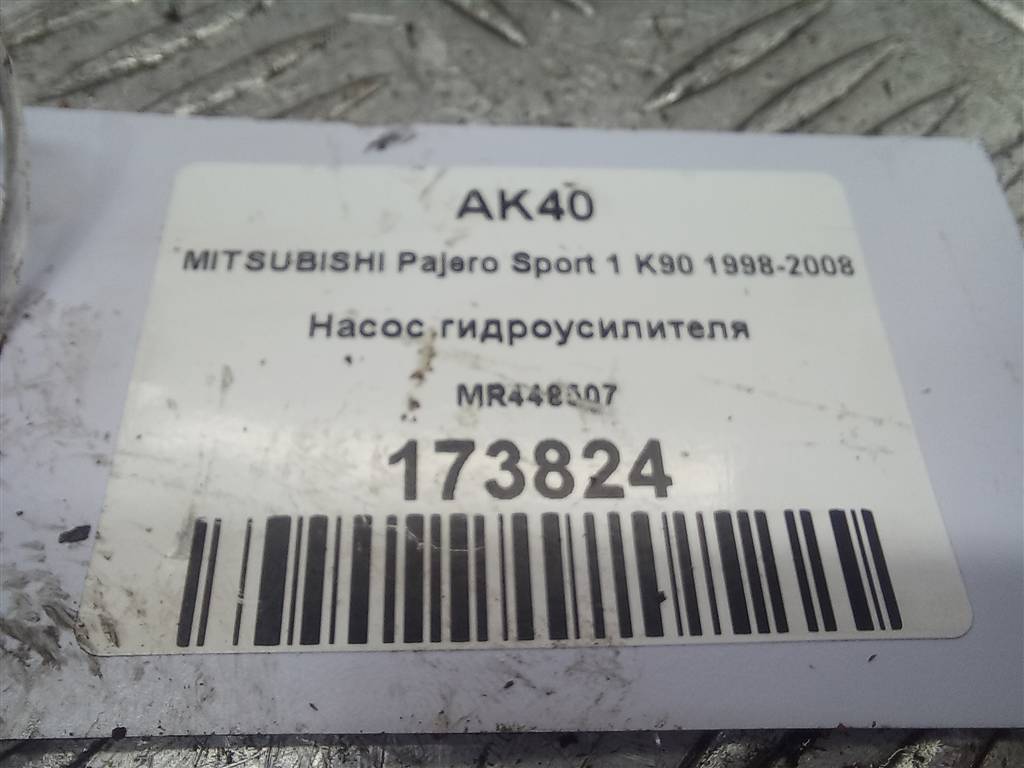 AK40
MITSUBISHI Pajero Sport 1 K90 1998-2008
Насос гидроусилителя
173824